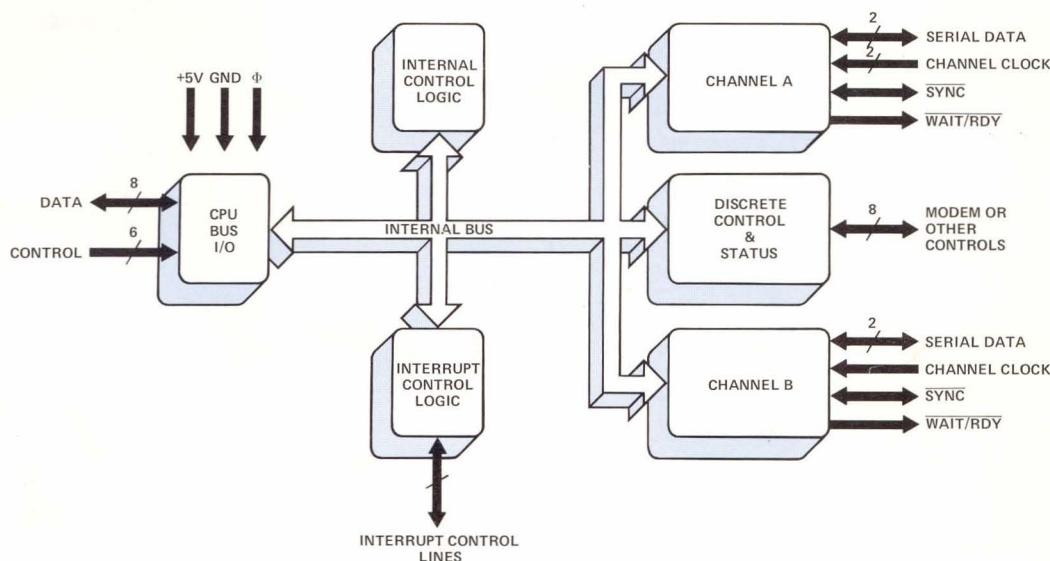 +5V GND Φ
DATA
8
CONTROL
6
CPU
BUS
I/O
INTERNAL
CONTROL
LOGIC
INTERNAL BUS
INTERRUPT
CONTROL
LOGIC
INTERRUPT CONTROL
LINES
CHANNEL A
2
SERIAL DATA
2
CHANNEL CLOCK
SYNC
WAIT/RDY
DISCRETE
CONTROL
&
STATUS
8
MODEM OR
OTHER
CONTROLS
CHANNEL B
2
SERIAL DATA
CHANNEL CLOCK
SYNC
WAIT/RDY